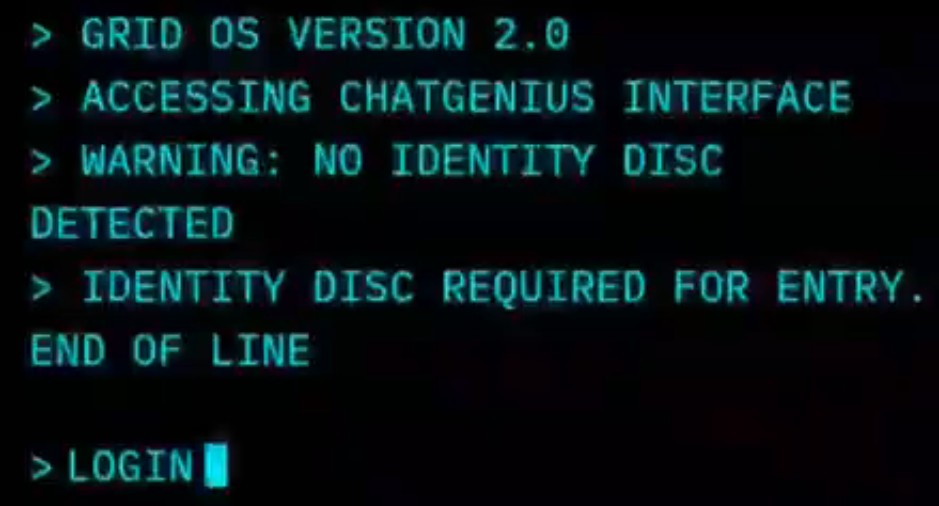 > GRID OS VERSION 2.0
> ACCESSING CHATGENIUS INTERFACE
> WARNING: NO IDENTITY DISC
DETECTED
> IDENTITY DISC REQUIRED FOR ENTRY.
END OF LINE
> LOGIN